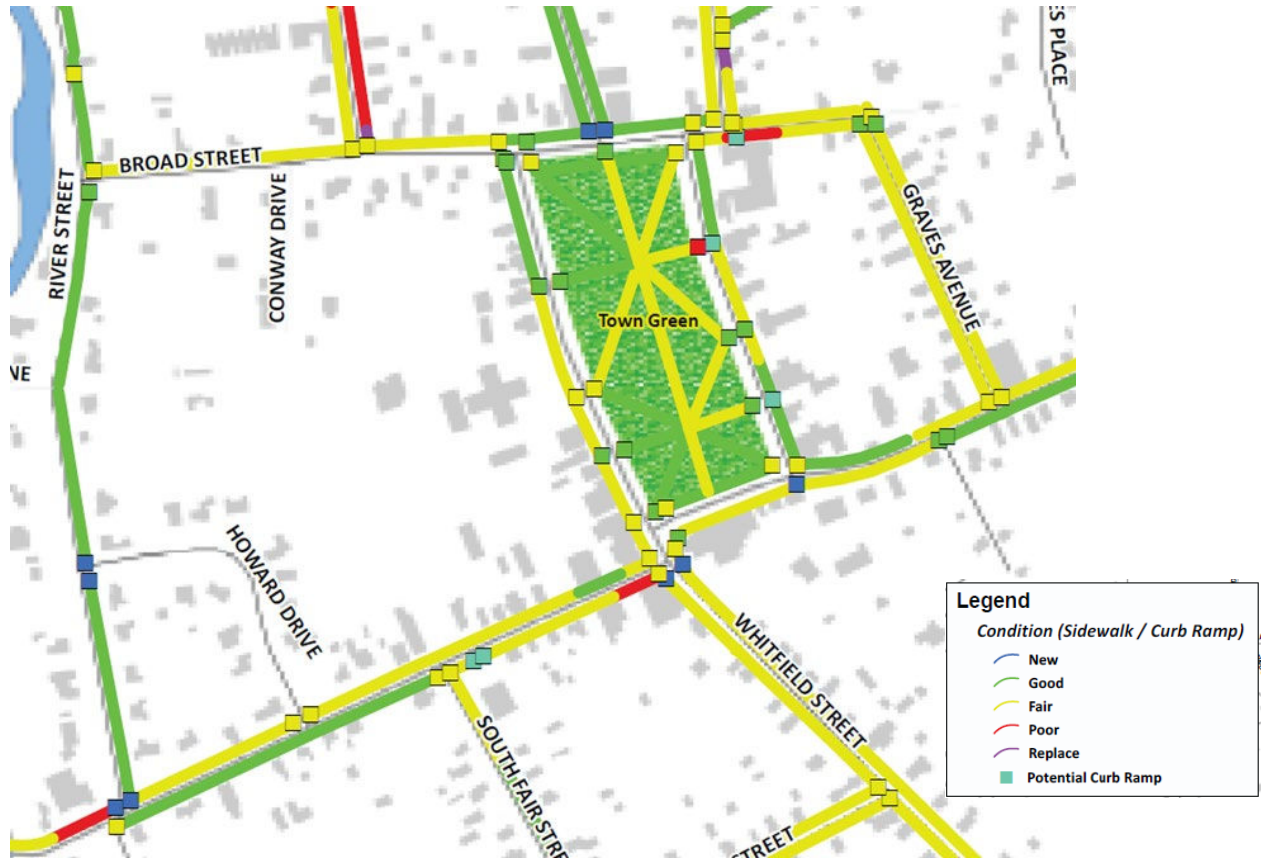 ES PLACE
BROAD STREET
RIVER STREET
CONWAY DRIVE
GRAVES AVENUE
Town Green
NE
HOWARD DRIVE
WHITFIELD STREET
SOUTH FAIR STRE
STREET
Legend
Condition (Sidewalk / Curb Ramp)
New
Good
Fair
Poor
Replace
Potential Curb Ramp